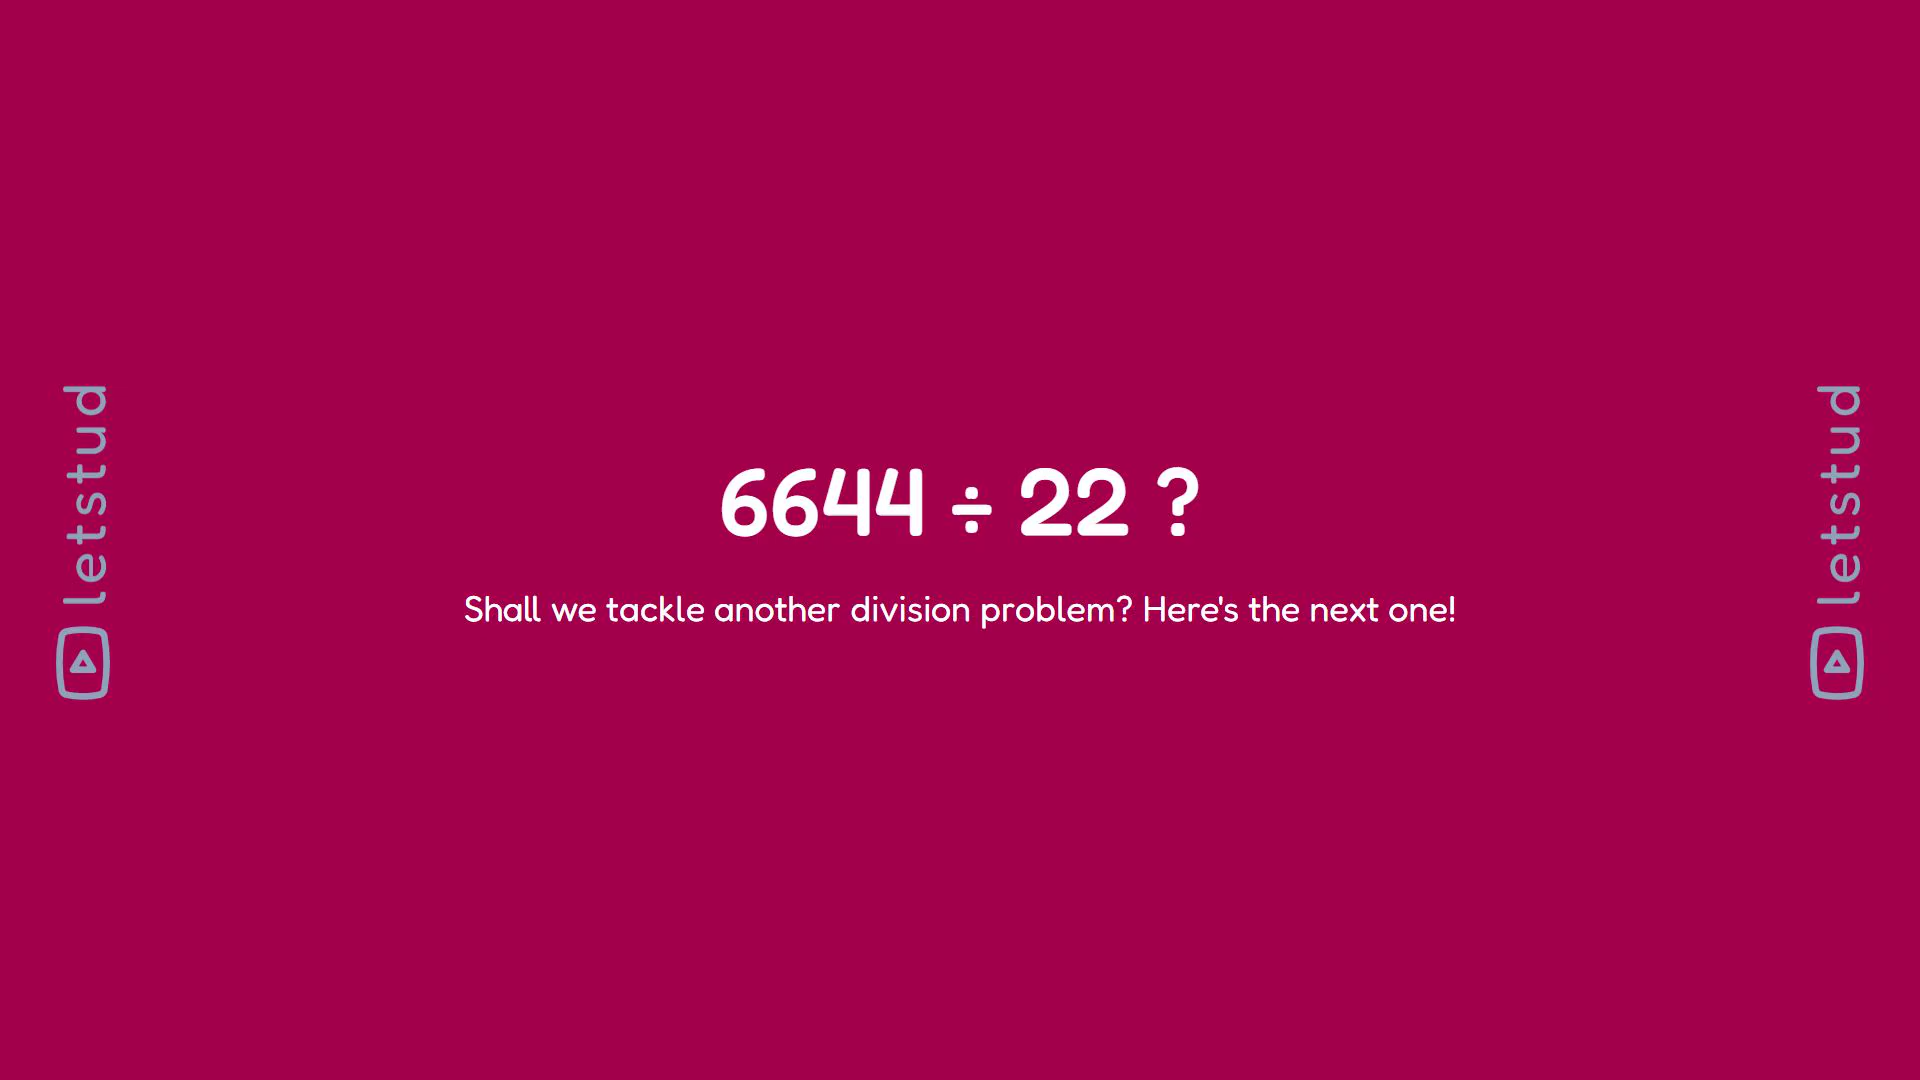 letstud
6644 ÷ 22 ?
Shall we tackle another division problem? Here's the next one!
letstud